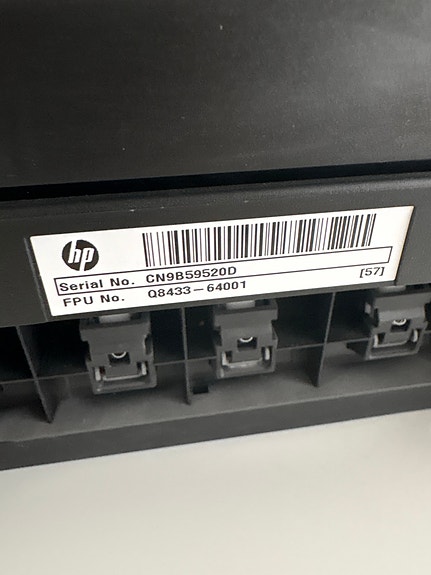 hp
Serial No. CN9B59520D
[57]
FPU No. Q8433-64001